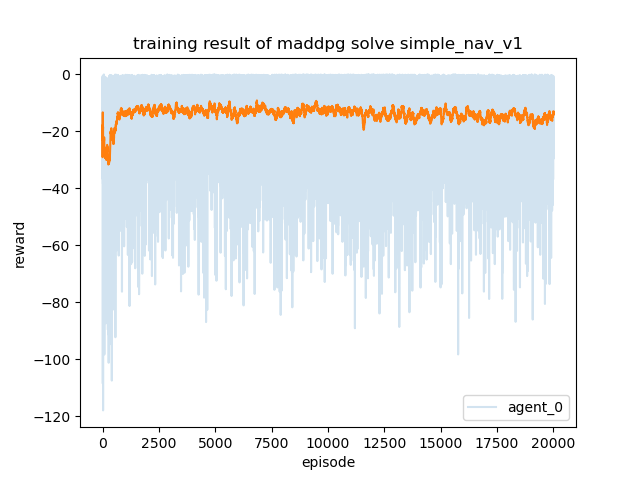 training result of maddpg solve simple_nav_v1
0
−20
−40
−60
−80
−100
−120
reward
agent_0
0 2500 5000 7500 10000 12500 15000 17500 20000
episode